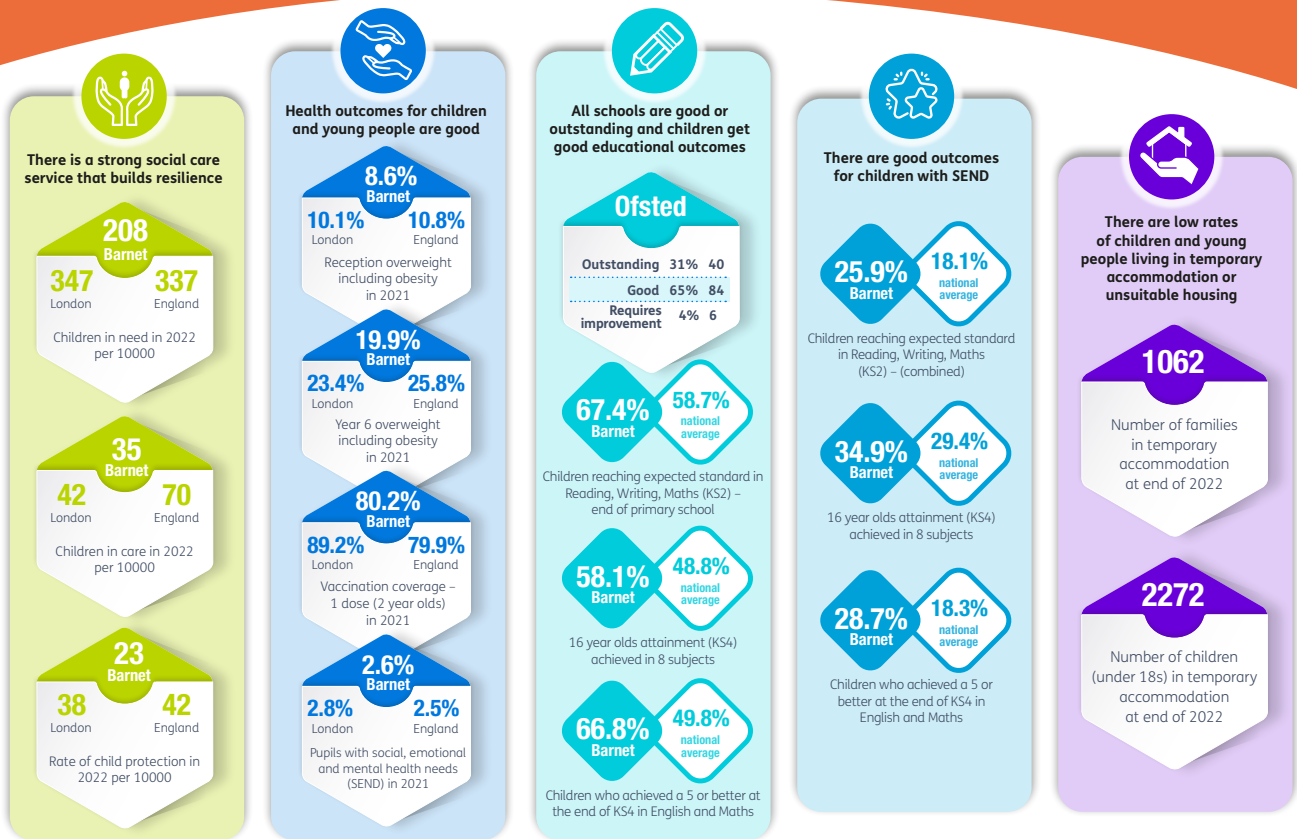 There is a strong social care
service that builds resilience
208
Barnet
347
337
London
England
Children in need in 2022
per 10000
35
Barnet
42
70
London
England
Children in care in 2022
per 10000
23
Barnet
38
42
London
England
Rate of child protection in
2022 per 10000
Health outcomes for children
and young people are good
8.6%
Barnet
10.1%
10.8%
London
England
Reception overweight
including obesity
in 2021
19.9%
Barnet
23.4%
25.8%
London
England
Year 6 overweight
including obesity
in 2021
80.2%
Barnet
89.2%
79.9%
London
England
Vaccination coverage –
1 dose (2 year olds)
in 2021
2.6%
Barnet
2.8%
2.5%
London
England
Pupils with social, emotional
and mental health needs
(SEND) in 2021
All schools are good or
outstanding and children get
good educational outcomes
Ofsted
Outstanding 31% 40
Good 65% 84
Requires
improvement 4% 6
67.4%
Barnet
58.7%
national
average
Children reaching expected standard in
Reading, Writing, Maths (KS2) –
end of primary school
58.1%
Barnet
48.8%
national
average
16 year olds attainment (KS4)
achieved in 8 subjects
66.8%
Barnet
49.8%
national
average
Children who achieved a 5 or better at
the end of KS4 in English and Maths
There are good outcomes
for children with SEND
25.9%
Barnet
18.1%
national
average
Children reaching expected standard
in Reading, Writing, Maths
(KS2) – (combined)
34.9%
Barnet
29.4%
national
average
16 year olds attainment (KS4)
achieved in 8 subjects
28.7%
Barnet
18.3%
national
average
Children who achieved a 5 or
better at the end of KS4 in
English and Maths
There are low rates
of children and young
people living in temporary
accommodation or
unsuitable housing
1062
Number of families
in temporary
accommodation
at end of 2022
2272
Number of children
(under 18s) in temporary
accommodation
at end of 2022